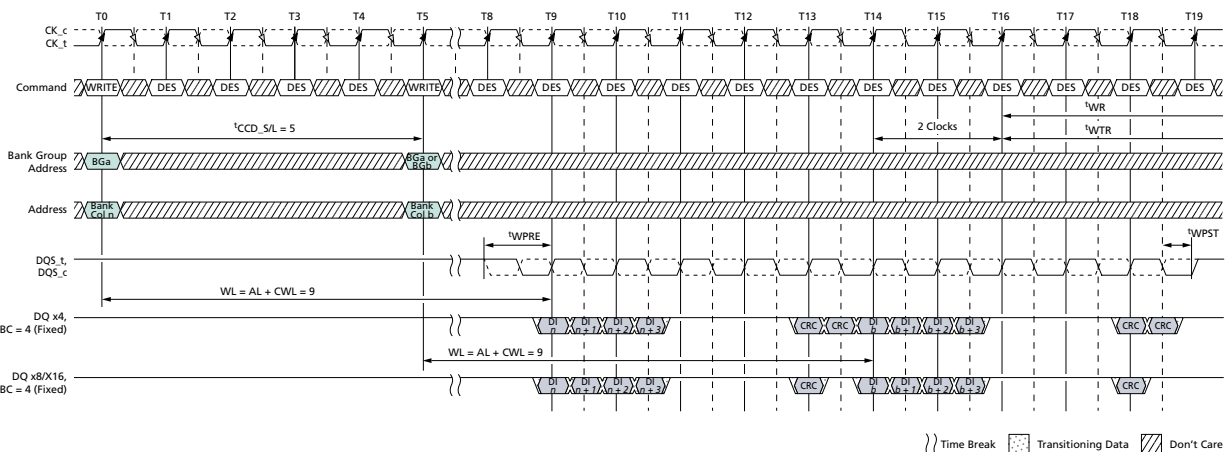 T0 T1 T2 T3 T4 T5 T8 T9 T10 T11 T12 T13 T14 T15 T16 T17 T18 T19
CK_c
CK_t
Command WRITE DES DES DES DES WRITE DES DES DES DES DES DES DES DES DES DES DES DES
tWR
tCCD_S/L = 5 2 Clocks tWTR
Bank Group
Address
BGa BGa or
BGb
Address Bank
Col n
Bank
Col b
tWPRE tWPST
DQS_t,
DQS_c
WL = AL + CWL = 9
DQ x4,
BC = 4 (Fixed)
DI
n
DI
n + 1
DI
n + 2
DI
n + 3
CRC CRC DI
b
DI
b + 1
DI
b + 2
DI
b + 3
CRC CRC
WL = AL + CWL = 9
DQ x8/X16,
BC = 4 (Fixed)
DI
n
DI
n + 1
DI
n + 2
DI
n + 3
CRC DI
b
DI
b + 1
DI
b + 2
DI
b + 3
CRC
Time Break Transitioning Data Don't Care